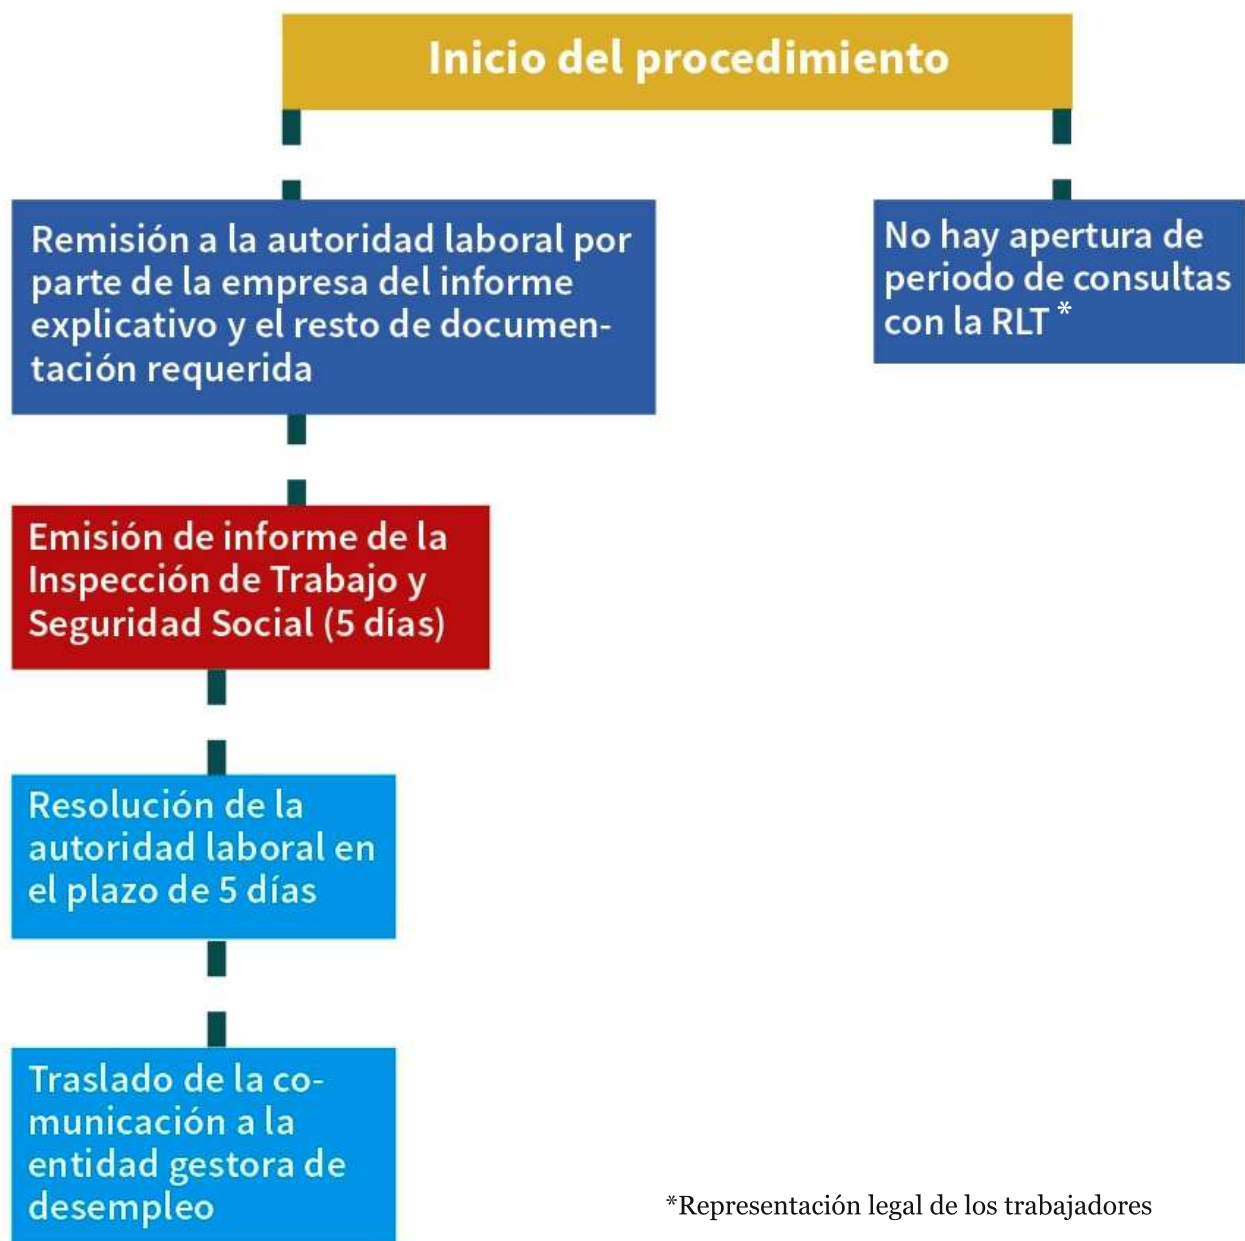 Inicio del procedimiento
Remisión a la autoridad laboral por
parte de la empresa del informe
explicativo y el resto de documen-
tación requerida
No hay apertura de
periodo de consultas
con la RLT *
Emisión de informe de la
Inspección de Trabajo y
Seguridad Social (5 días)
Resolución de la
autoridad laboral en
el plazo de 5 días
Traslado de la co-
municación a la
entidad gestora de
desempleo
*Representación legal de los trabajadores